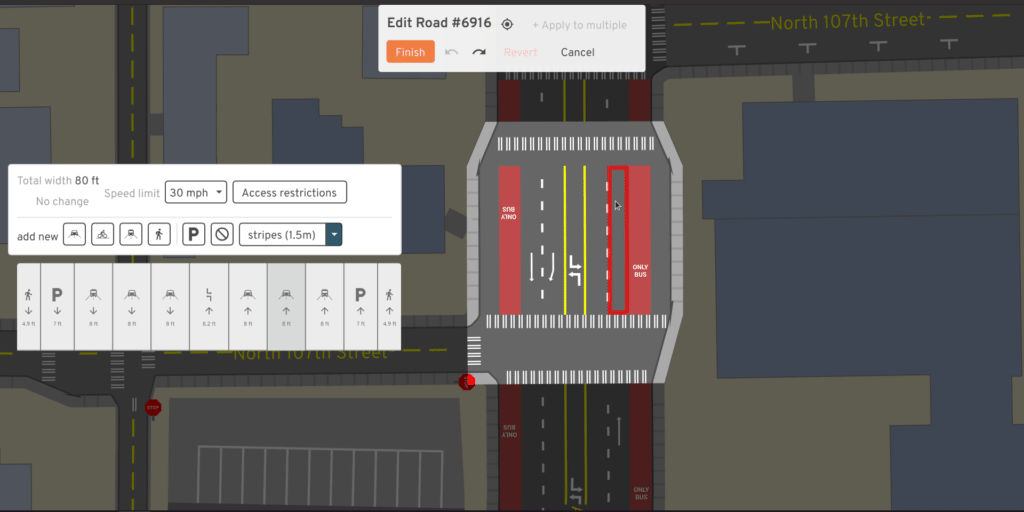 Edit Road #6916
+ Apply to multiple
Finish
Revert
Cancel
North 107th Street
Total width 80 ft
No change
Speed limit
30 mph
Access restrictions
add new
P
stripes (1.5m)
P
P
4.9 ft
7 ft
8 ft
8 ft
8 ft
8.2 ft
8 ft
8 ft
8 ft
7 ft
4.9 ft
BUS
ONLY
ONLY
BUS
North 107th Street
STOP
BUS
ONLY
ONLY
BUS